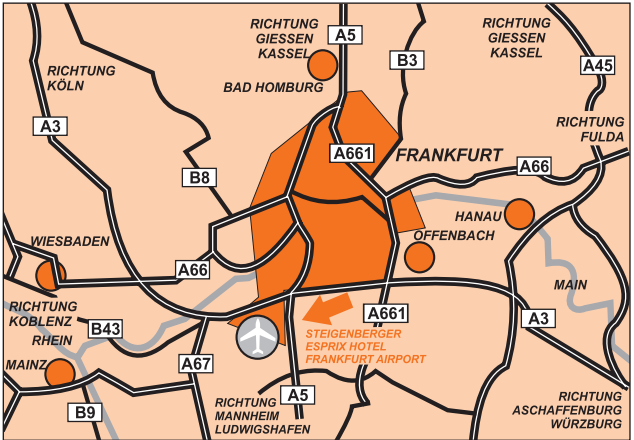 RICHTUNG
GIESSEN
KASSEL
A5
B3
RICHTUNG
GIESSEN
KASSEL
A45
RICHTUNG
KÖLN
BAD HOMBURG
A3
RICHTUNG
FULDA
A661
FRANKFURT
A66
B8
HANAU
WIESBADEN
OFFENBACH
A66
MAIN
RICHTUNG
KOBLENZ
B43
RHEIN
A661
A3
STEIGENBERGER
ESPRIX HOTEL
FRANKFURT AIRPORT
MAINZ
A67
A5
B9
RICHTUNG
MANNHEIM
LUDWIGSHAFEN
RICHTUNG
ASCHAFFENBURG
WÜRZBURG